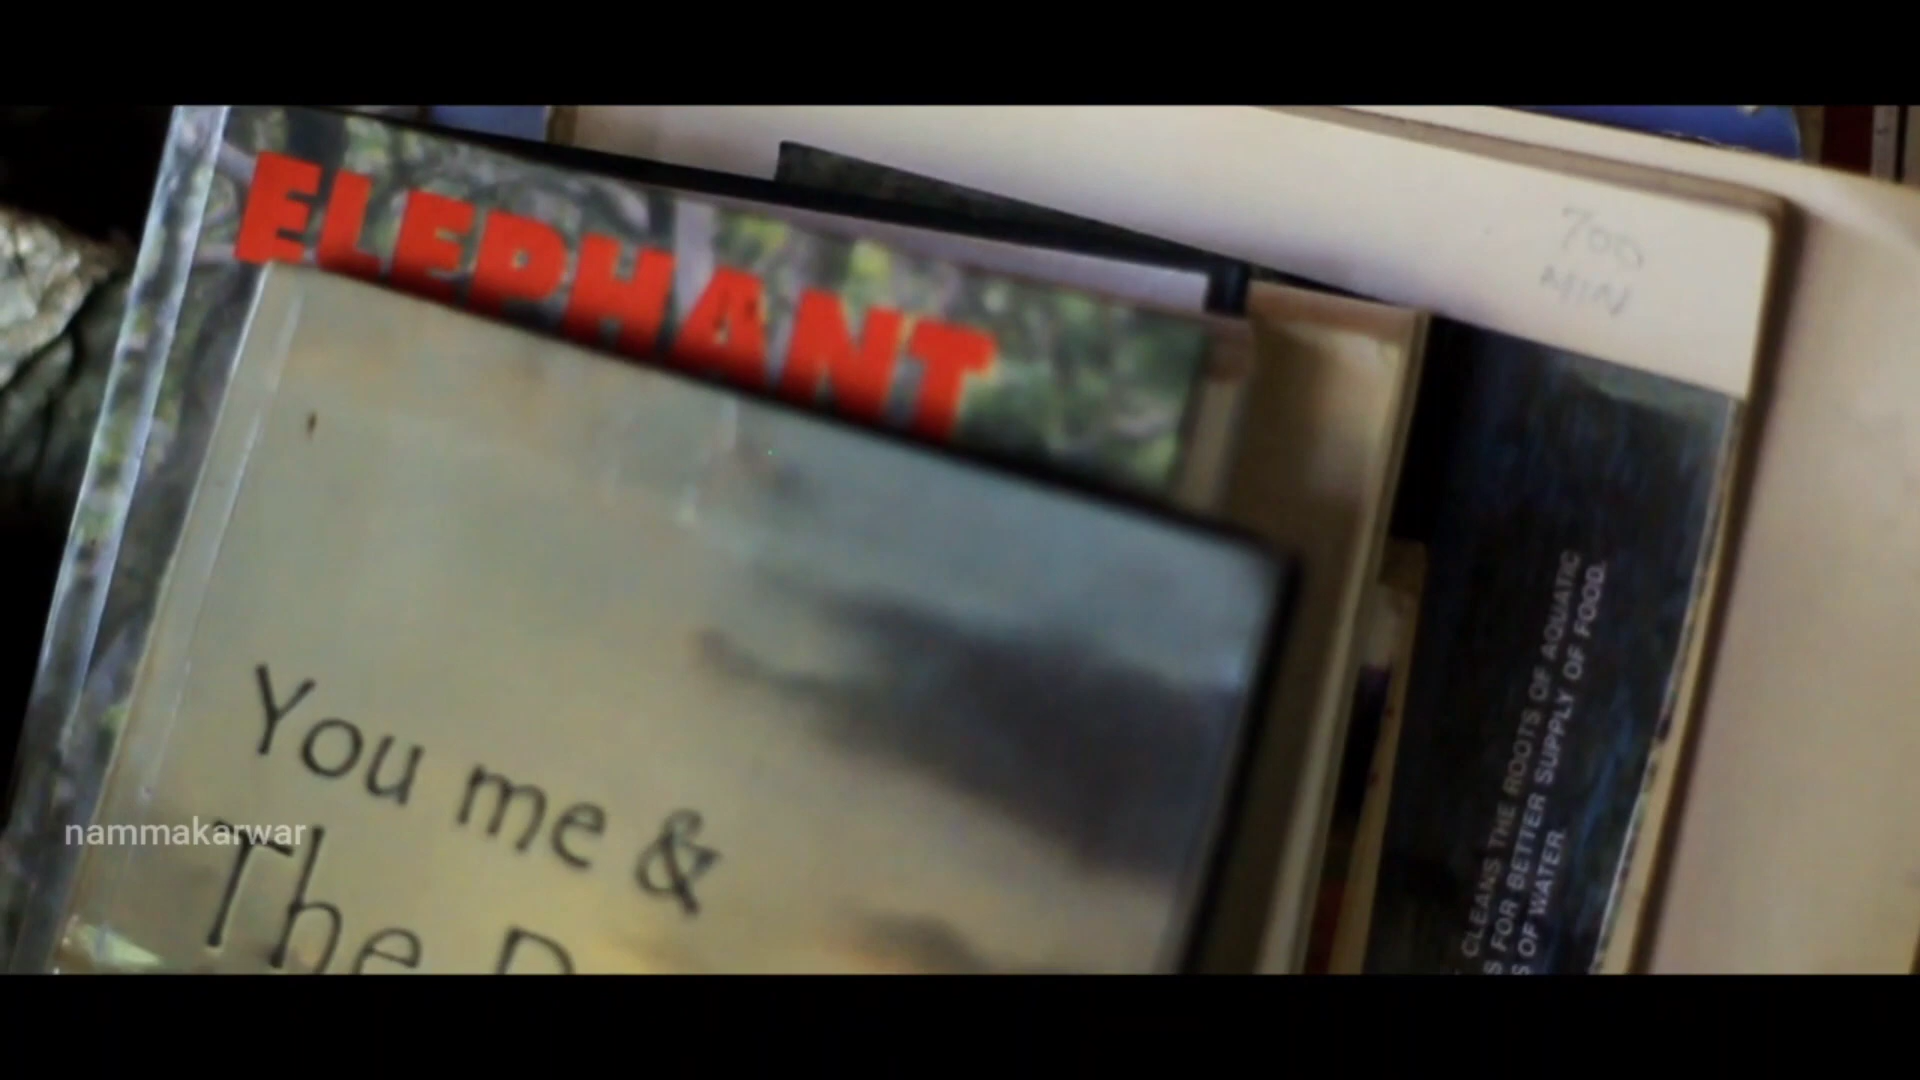 ELEPHANT
700
MIN
You me &
The
CLEANS THE ROOTS OF AQUATIC
FOR BETTER SUPPLY OF FOOD.
OF WATER.
nammakarwar